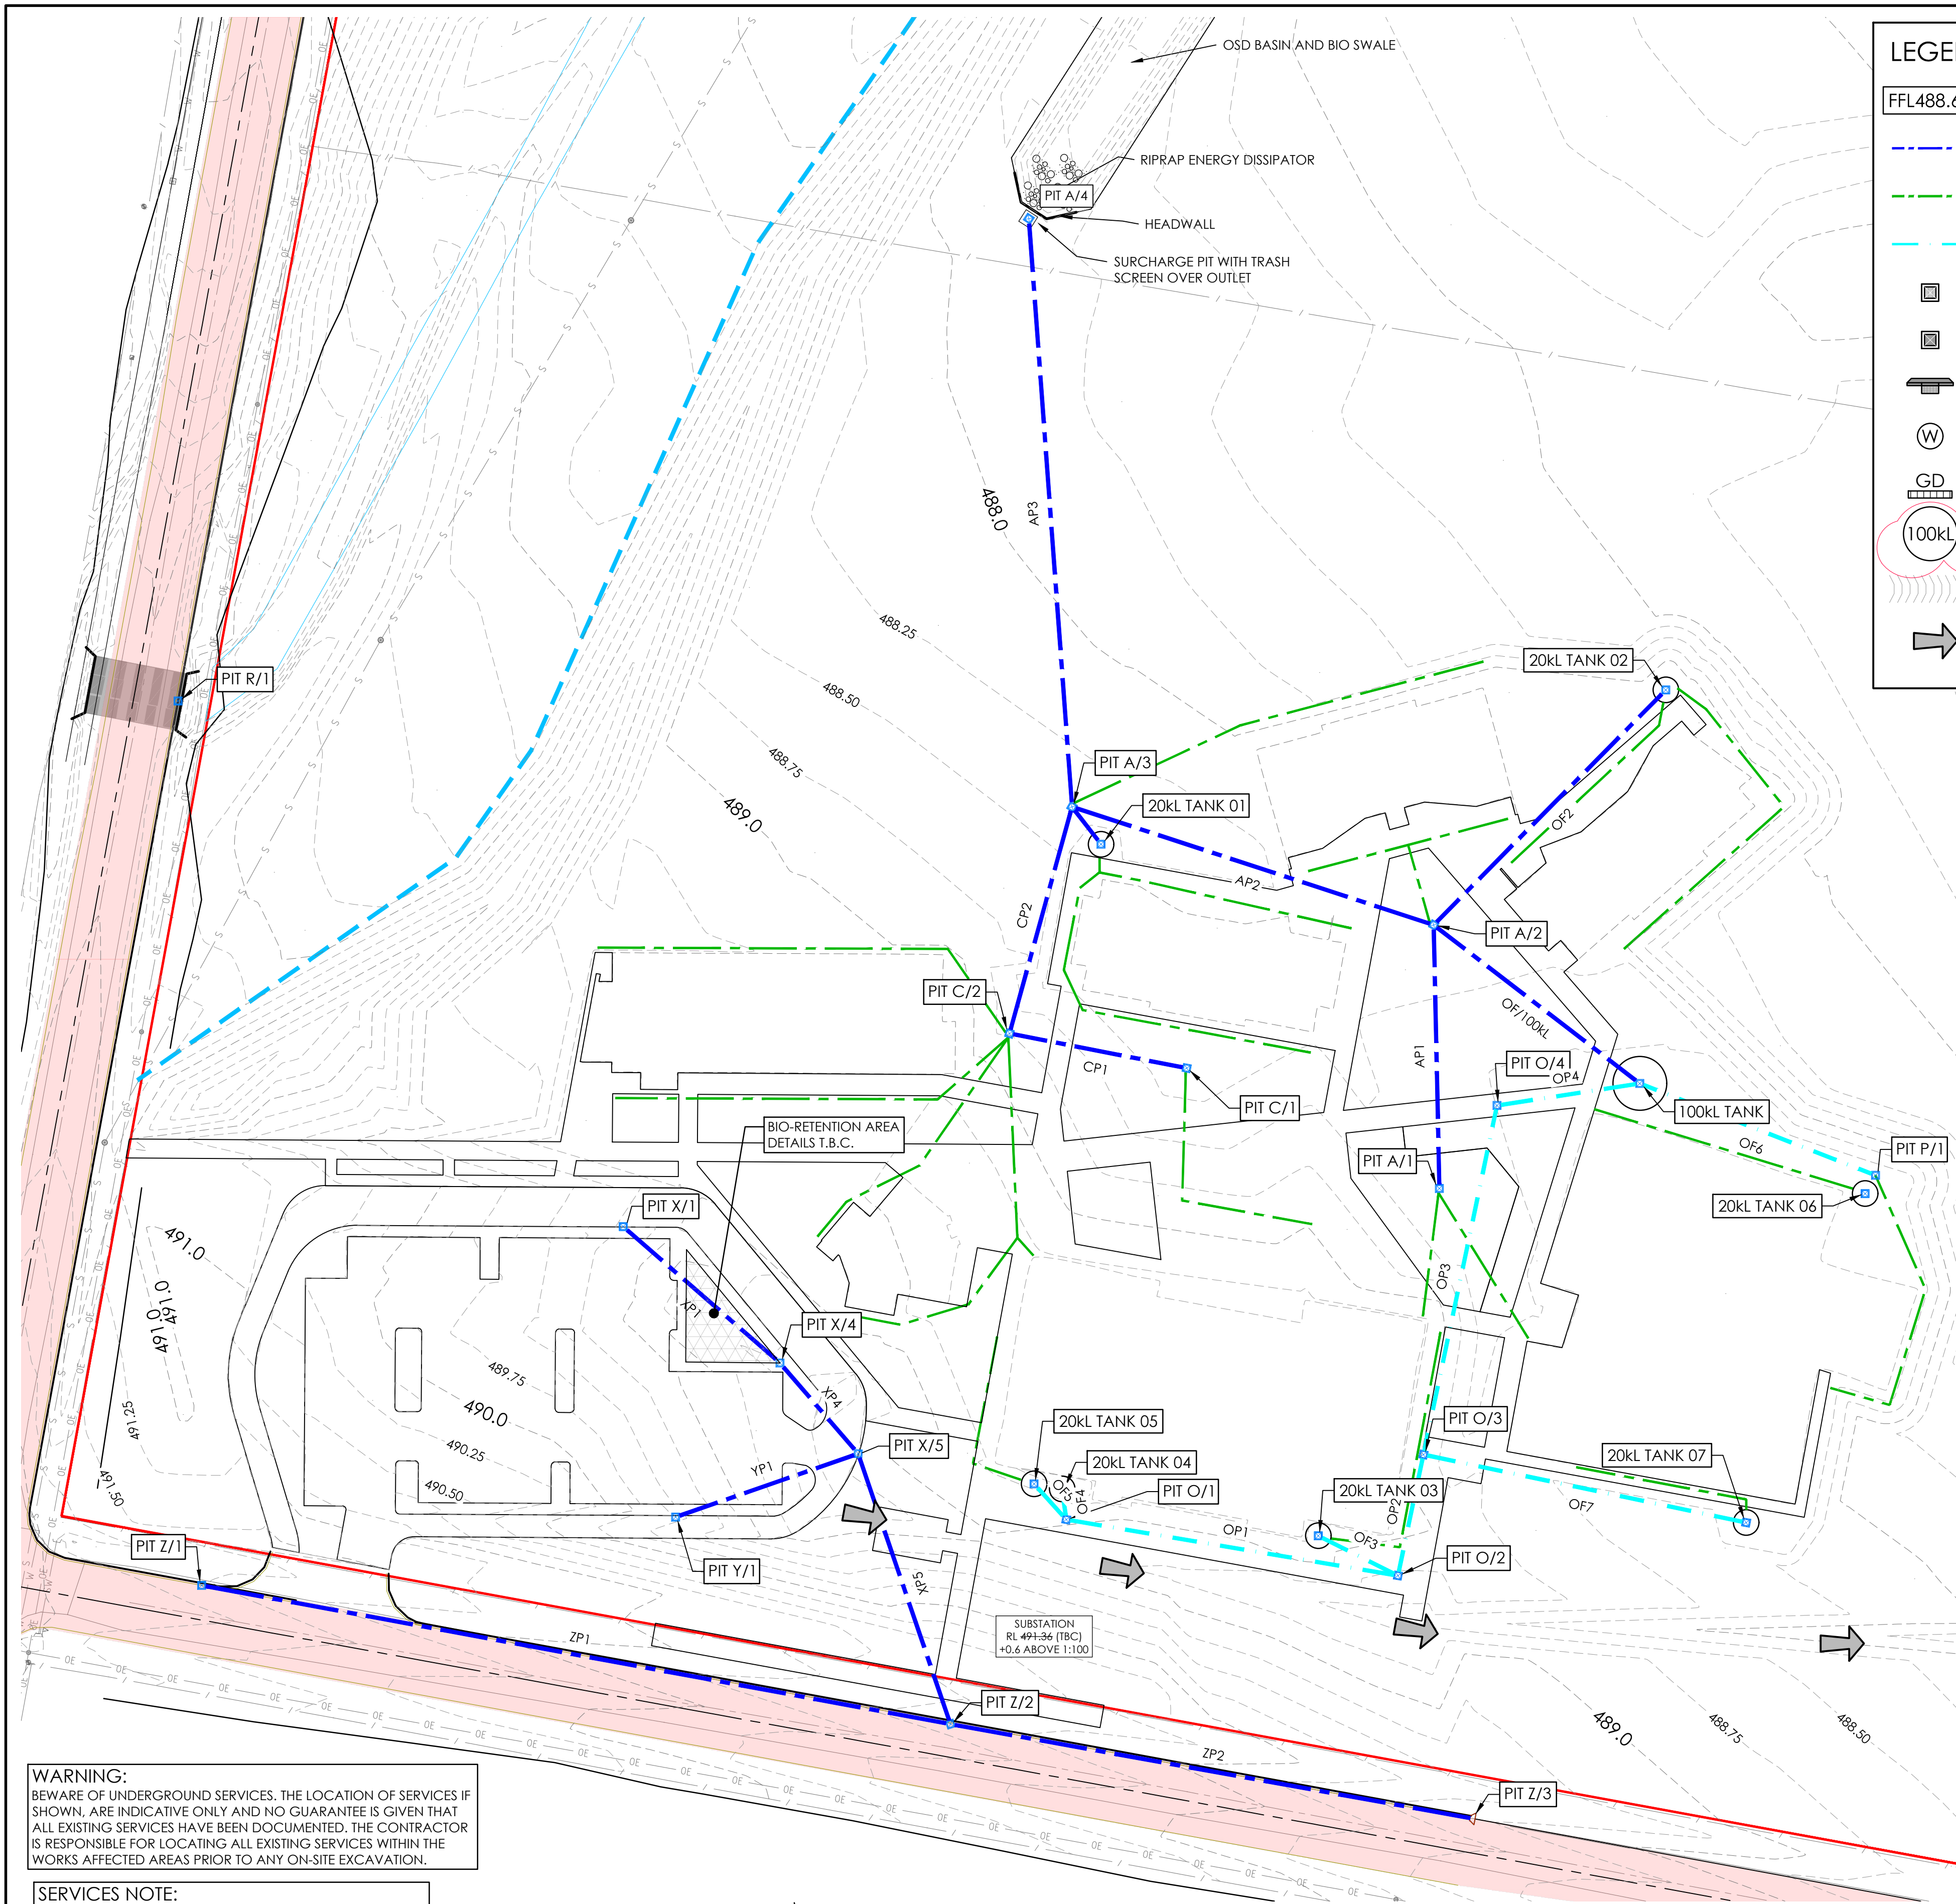 OSD BASIN AND BIO SWALE
LEGE
FFL488.
RIPRAP ENERGY DISSIPATOR
PIT A/4
HEADWALL
SURCHARGE PIT WITH TRASH
SCREEN OVER OUTLET
W
GD
100kL
488.0
AP3
488.25
488.50
488.75
489.0
PIT R/1
20kL TANK 02
PIT A/3
20kL TANK 01
OF2
AP2
CP2
PIT A/2
PIT C/2
OF/100kL
CP1
AP1
PIT O/4
OP4
PIT C/1
100kL TANK
BIO-RETENTION AREA
DETAILS T.B.C.
OF6
PIT P/1
PIT A/1
20kL TANK 06
PIT X/1
491.0
491.0
491.0
OP3
XP1
PIT X/4
489.75
490.0
XP4
491.25
490.25
490.50
491.50
PIT X/5
YP1
20kL TANK 05
20kL TANK 04
OF5
OF4
PIT O/1
PIT O/3
20kL TANK 07
20kL TANK 03
OP2
OF7
OP1
OF3
PIT O/2
PIT Z/1
PIT Y/1
XP5
ZP1
SUBSTATION
RL 491.36 (TBC)
+0.6 ABOVE 1:100
PIT Z/2
ZP2
489.0
488.75
488.50
PIT Z/3
WARNING:
BEWARE OF UNDERGROUND SERVICES. THE LOCATION OF SERVICES IF
SHOWN, ARE INDICATIVE ONLY AND NO GUARANTEE IS GIVEN THAT
ALL EXISTING SERVICES HAVE BEEN DOCUMENTED. THE CONTRACTOR
IS RESPONSIBLE FOR LOCATING ALL EXISTING SERVICES WITHIN THE
WORKS AFFECTED AREAS PRIOR TO ANY ON-SITE EXCAVATION.
SERVICES NOTE: